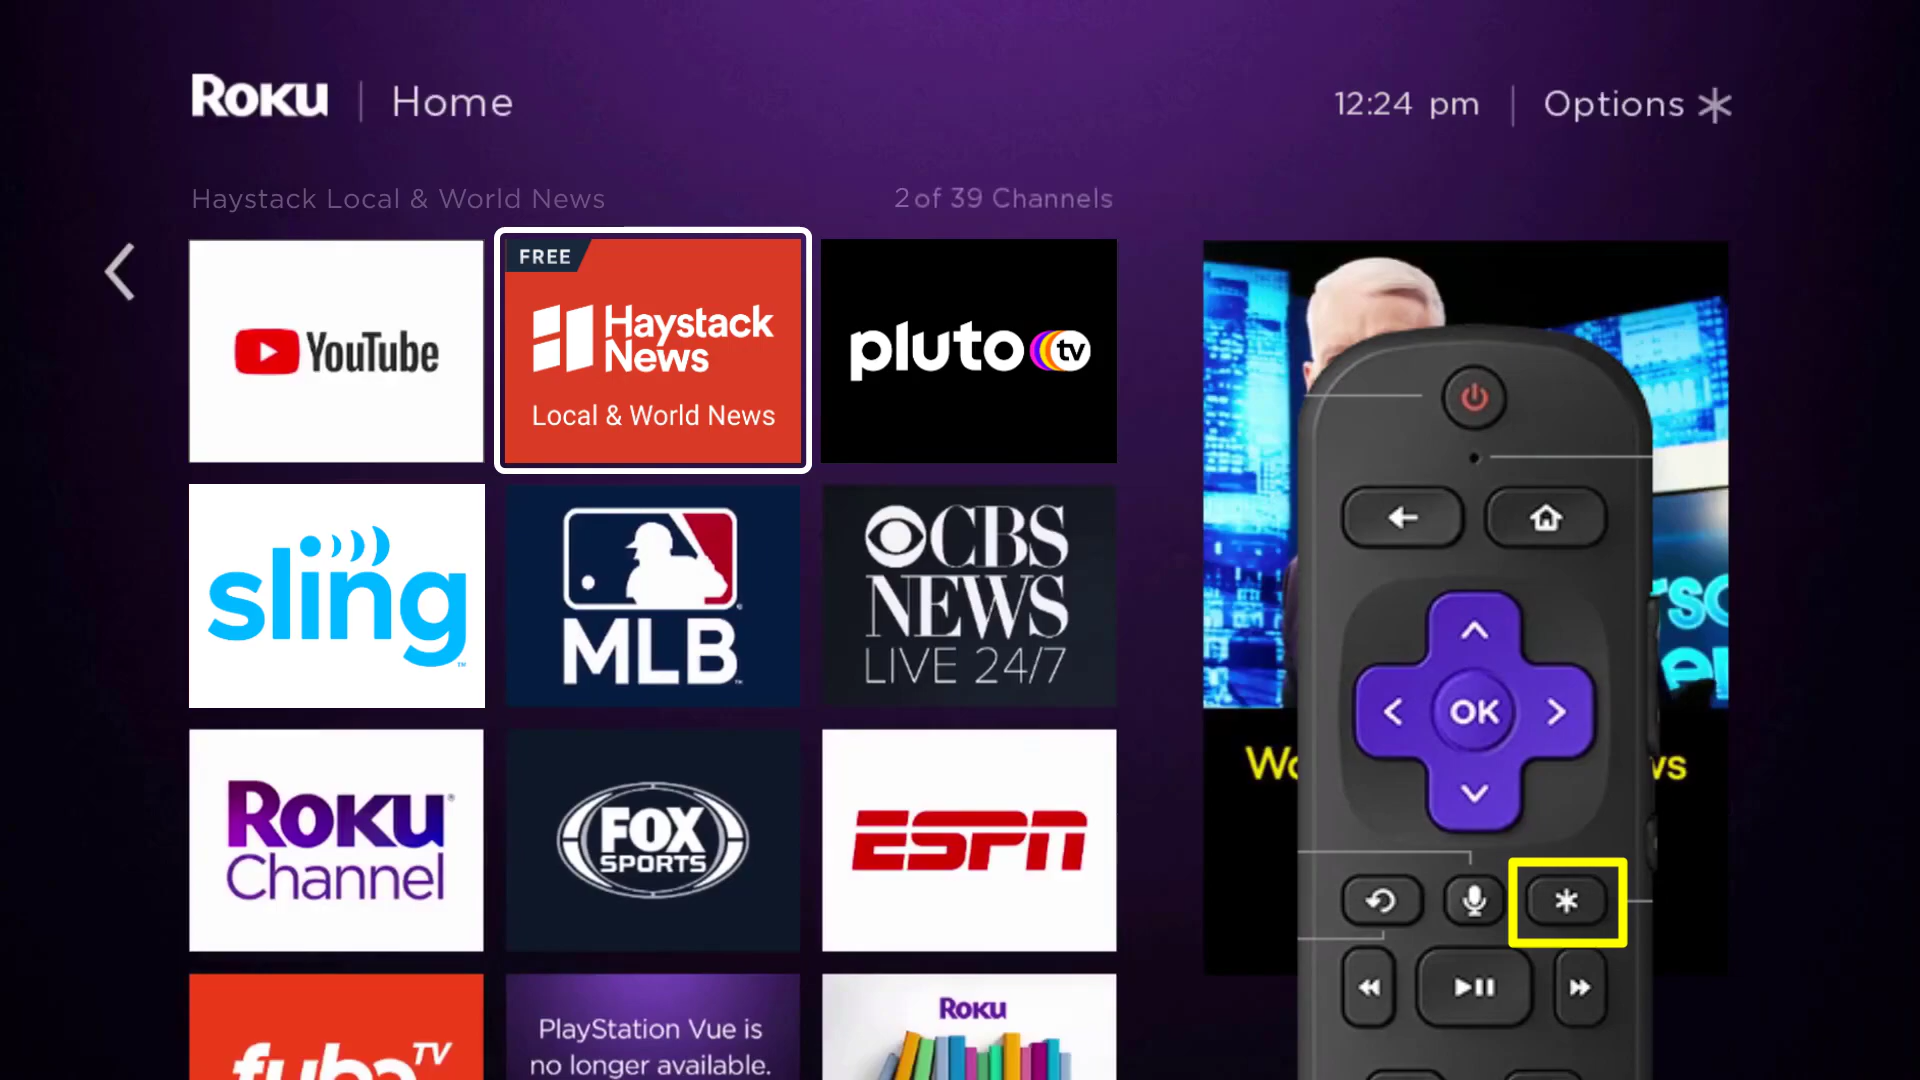 Roku | Home
12:24 pm | Options *
Haystack Local & World News
2 of 39 Channels
YouTube
FREE
Haystack
News
Local & World News
pluto tv
sling
MLB
CBS
NEWS
LIVE 24/7
Roku
Channel
FOX
SPORTS
ESPN
OK
fubo TV
PlayStation Vue is
no longer available.
Roku